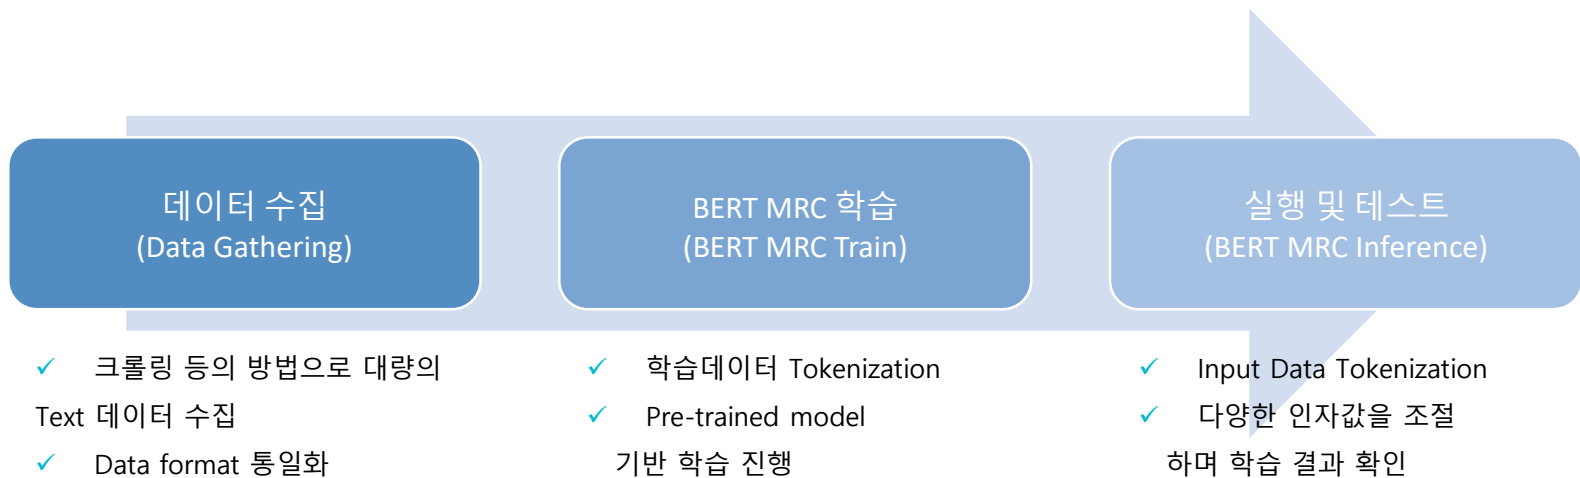 데이터 수집
(Data Gathering)
BERT MRC 학습
(BERT MRC Train)
실행 및 테스트
(BERT MRC Inference)
✓ 크롤링 등의 방법으로 대량의
Text 데이터 수집
✓ Data format 통일화
✓ 학습데이터 Tokenization
✓ Pre-trained model
기반 학습 진행
✓ Input Data Tokenization
✓ 다양한 인자값을 조절
하며 학습 결과 확인